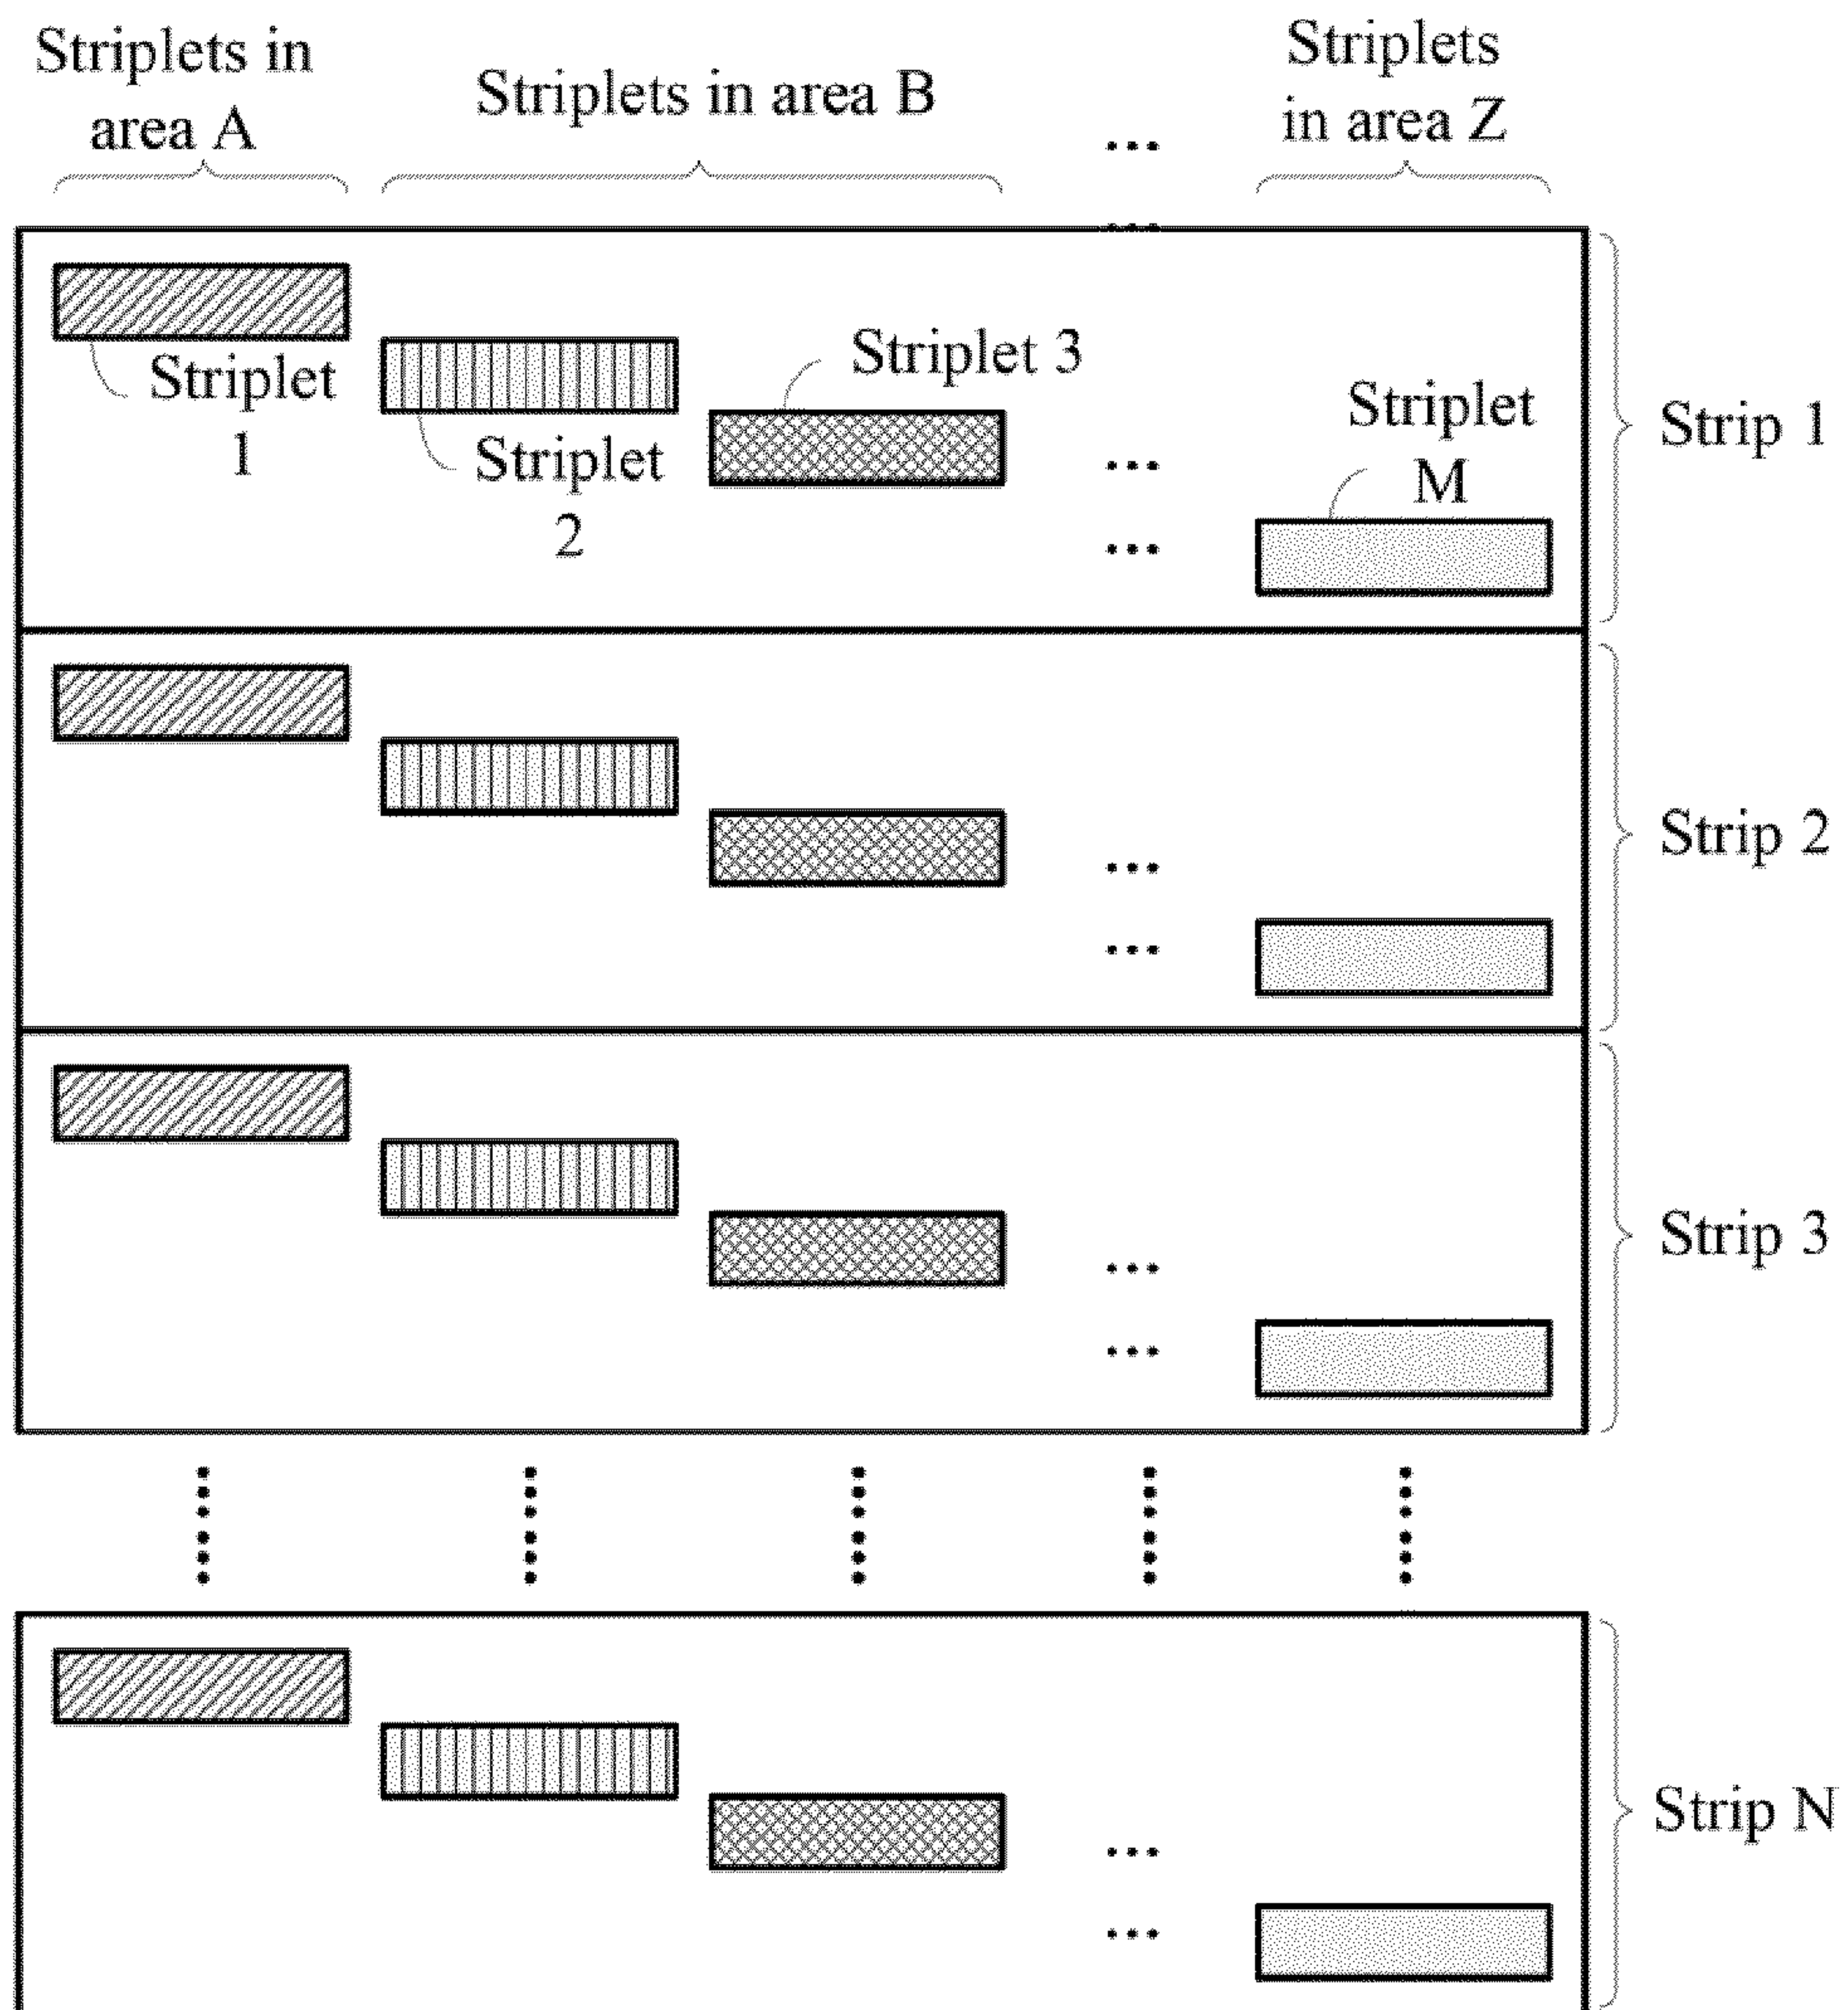 Striplets in
area A
Striplets in area B
...
Striplets
in area Z
...
Striplet
1
Striplet
2
Striplet 3
...
...
Striplet
M
Strip 1
...
...
Strip 2
...
...
Strip 3
...
...
Strip N